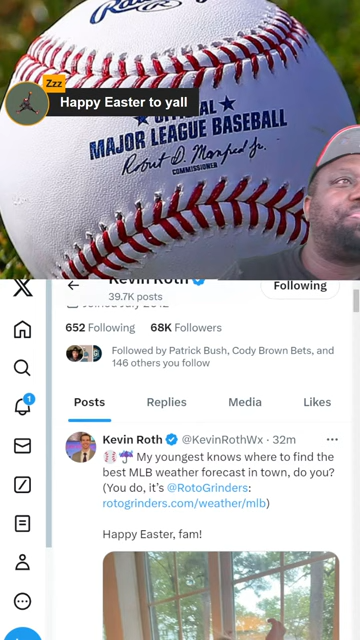 Zzz
Happy Easter to yall
OFFICIAL
MAJOR LEAGUE BASEBALL
Robert D. Manfred Jr.
COMMISSIONER
Kevin Roth
39.7K posts
Following
652 Following 68K Followers
Followed by Patrick Bush, Cody Brown Bets, and
146 others you follow
Posts Replies Media Likes
1
Kevin Roth @KevinRothWx · 32m
My youngest knows where to find the
best MLB weather forecast in town, do you?
(You do, it's @RotoGrinders:
rotogrinders.com/weather/mlb)
Happy Easter, fam!